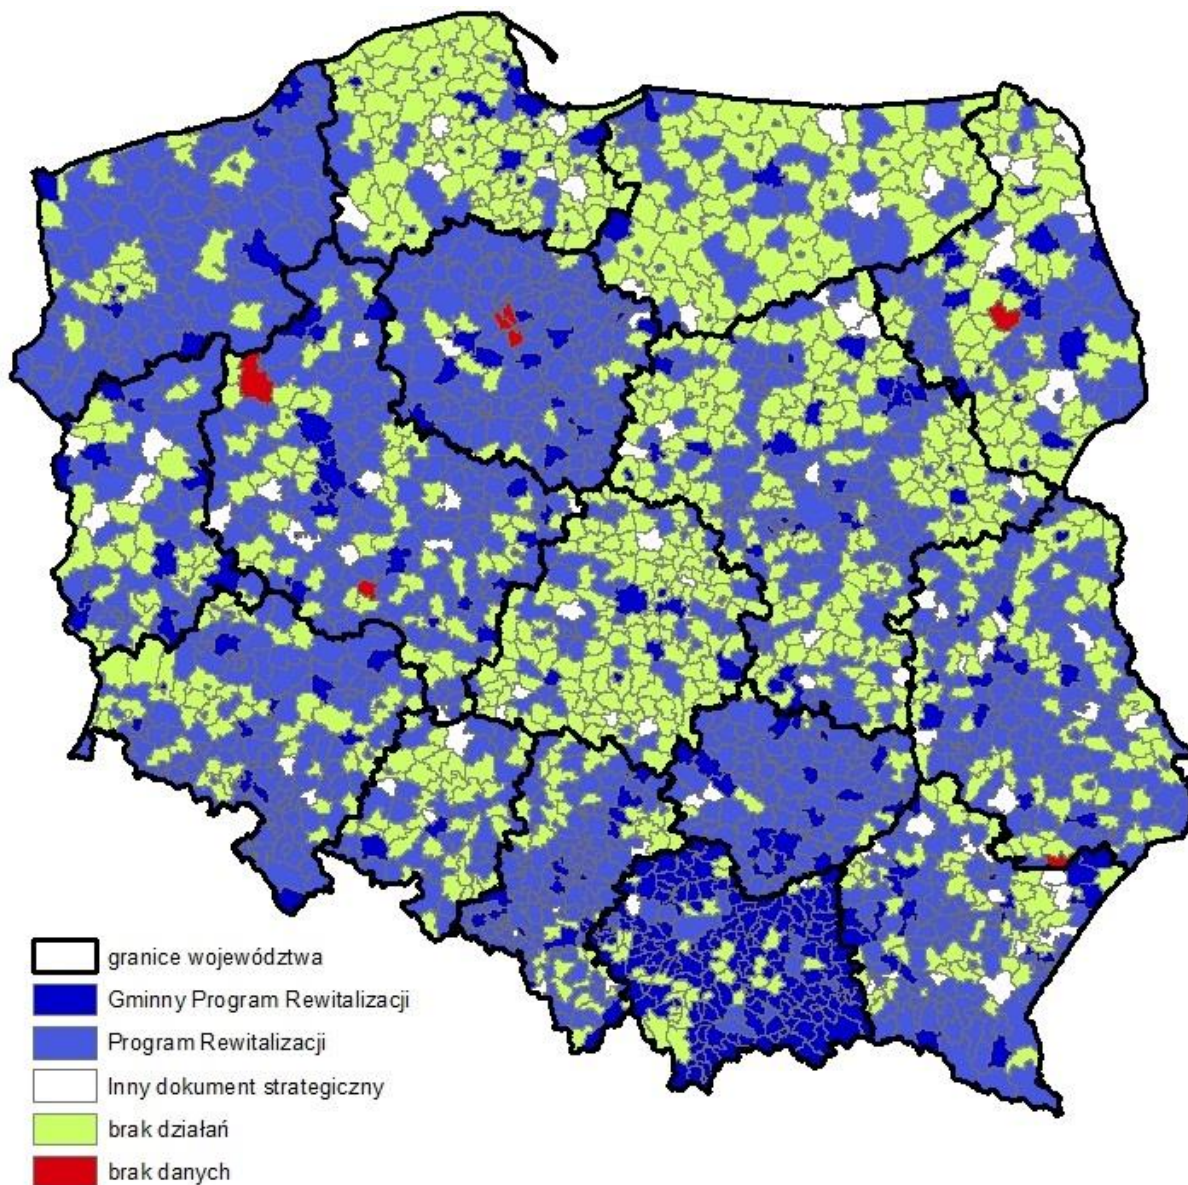 granice województwa
Gminny Program Rewitalizacji
Program Rewitalizacji
Inny dokument strategiczny
brak działań
brak danych